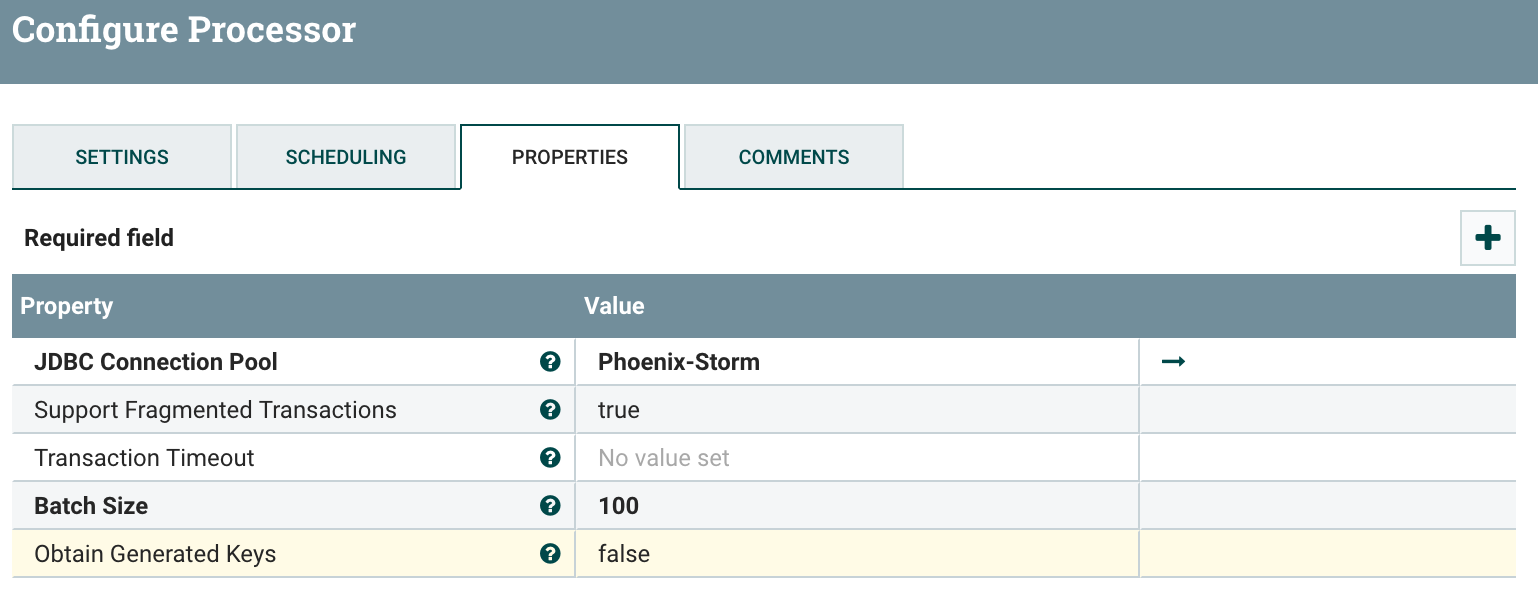 Configure Processor
SETTINGS SCHEDULING PROPERTIES COMMENTS
Required field
Property Value
JDBC Connection Pool Phoenix-Storm
Support Fragmented Transactions true
Transaction Timeout No value set
Batch Size 100
Obtain Generated Keys false